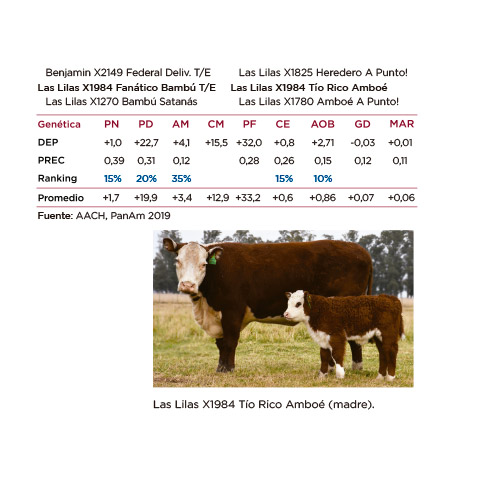 Benjamin X2149 Federal Deliv. T/E Las Lilas X1825 Heredero A Punto!
Las Lilas X1984 Fanático Bambú T/E Las Lilas X1984 Tío Rico Amboé
Las Lilas X1270 Bambú Satanás Las Lilas X1780 Amboé A Punto!
Genética PN PD AM CM PF CE AOB GD MAR
DEP +1,0 +22,7 +4,1 +15,5 +32,0 +0,8 +2,71 -0,03 +0,01
PREC 0,39 0,31 0,12 0,28 0,26 0,15 0,12 0,11
Ranking 15% 20% 35% 15% 10%
Promedio +1,7 +19,9 +3,4 +12,9 +33,2 +0,6 +0,86 +0,07 +0,06
Fuente: AACH, PanAm 2019
Las Lilas X1984 Tío Rico Amboé (madre).